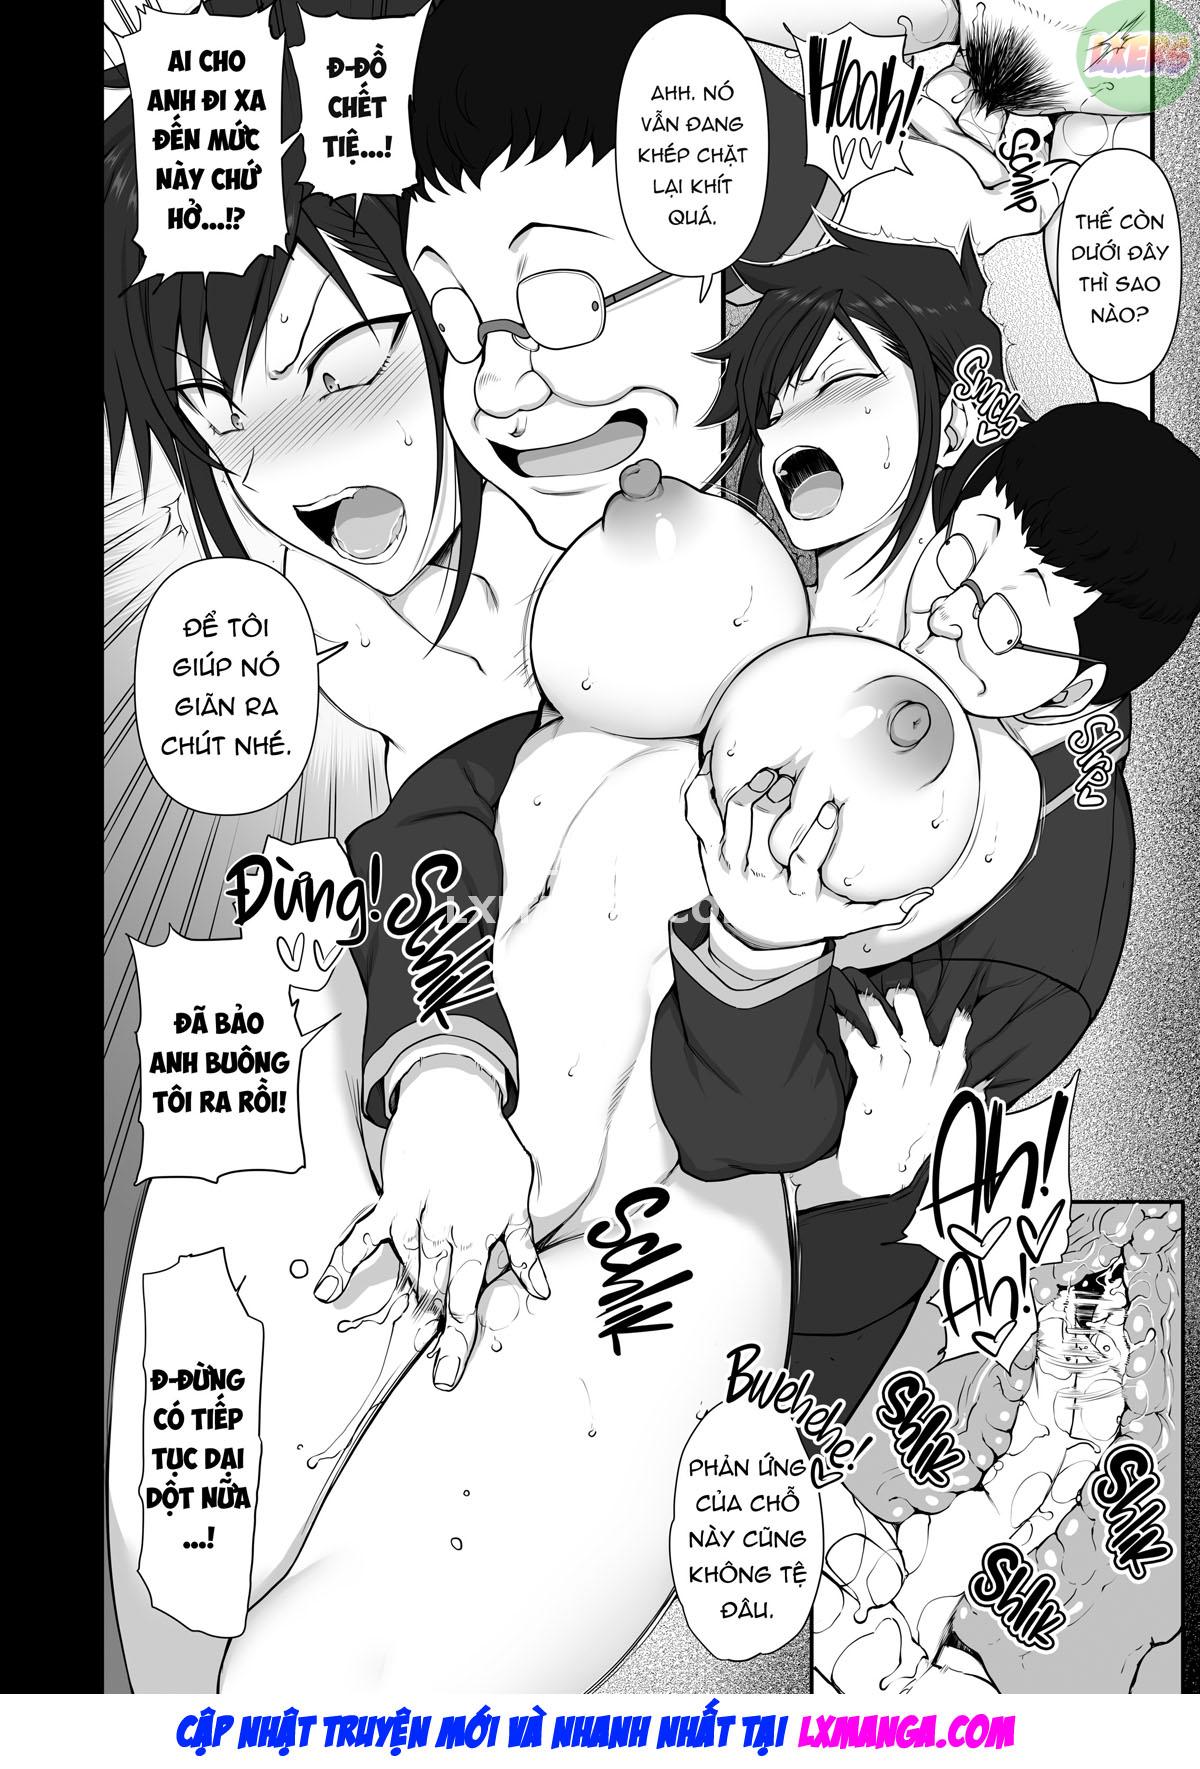 LXERS
Schlip
Haah!
THẾ CÒN
DƯỚI ĐÂY
THÌ SAO
NÀO?
AHH. NÓ
VẪN ĐANG
KHÉP CHẶT
LẠI KHÍT
QUÁ.
Đ-ĐỒ
CHẾT
TIỆ...!
AI CHO
ANH ĐI XA
ĐẾN MỨC
NÀY CHỨ
HỞ...!?
ĐỂ TÔI
GIÚP NÓ
GIÃN RA
CHÚT NHÉ.
Đừng!
Schlik
ĐÃ BẢO
ANH BUÔNG
TÔI RA RỒI!
Schlik
Ah!
Ah!
Bwehehe!
PHẢN ỨNG
CỦA CHỖ
NÀY CŨNG
KHÔNG TỆ
ĐÂU.
Shlik
Shlik
Shlik
Đ-ĐỪNG
CÓ TIẾP
TỤC DẠI
DỘT NỮA
...!
CẬP NHẬT TRUYỆN MỚI VÀ NHANH NHẤT TẠI LXMANGA.COM